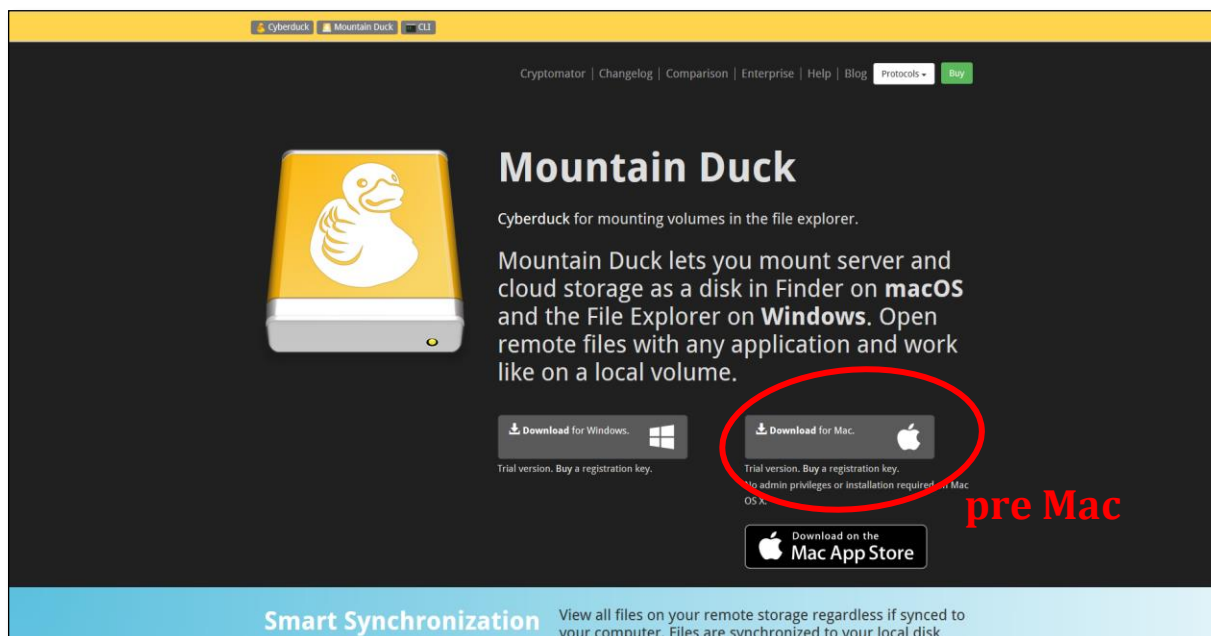 Cyberduck Mountain Duck CLI
Cryptomator | Changelog | Comparison | Enterprise | Help | Blog Protocols Buy
Mountain Duck
Cyberduck for mounting volumes in the file explorer.
Mountain Duck lets you mount server and
cloud storage as a disk in Finder on macOS
and the File Explorer on Windows. Open
remote files with any application and work
like on a local volume.
Download for Windows.
Trial version. Buy a registration key.
Download for Mac.
Trial version. Buy a registration key.
No admin privileges or installation required on Mac
OS X.
pre Mac
Download on the
Mac App Store
Smart Synchronization
View all files on your remote storage regardless if synced to
your computer. Files are synchronized to your local disk